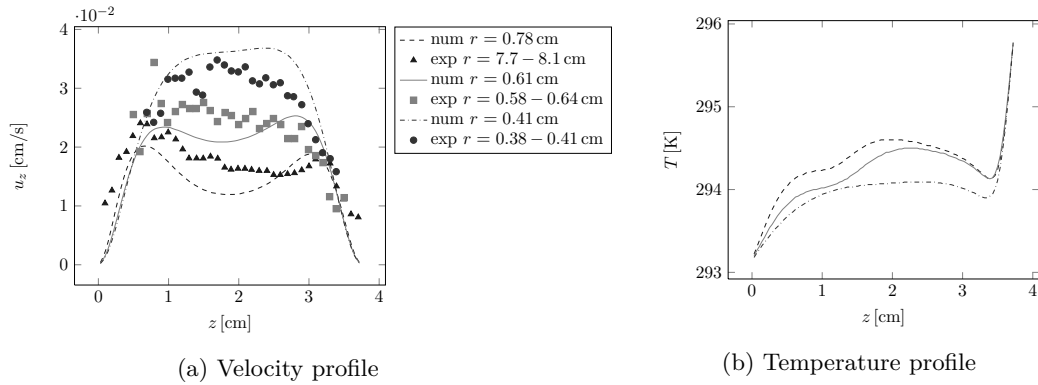 ·10⁻²
4
3
2
1
0
0 1 2 3 4
u_z [cm/s]
z [cm]
num r = 0.78 cm
exp r = 7.7 − 8.1 cm
num r = 0.61 cm
exp r = 0.58 − 0.64 cm
num r = 0.41 cm
exp r = 0.38 − 0.41 cm
(a) Velocity profile
296
295
294
293
0 1 2 3 4
T [K]
z [cm]
(b) Temperature profile